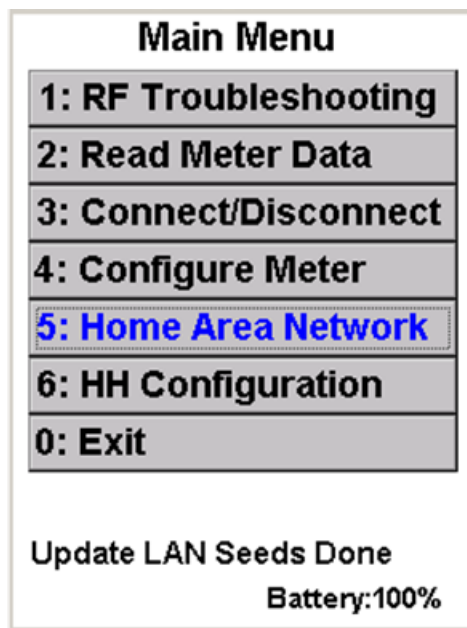 Main Menu
1: RF Troubleshooting
2: Read Meter Data
3: Connect/Disconnect
4: Configure Meter
5: Home Area Network
6: HH Configuration
0: Exit
Update LAN Seeds Done
Battery:100%